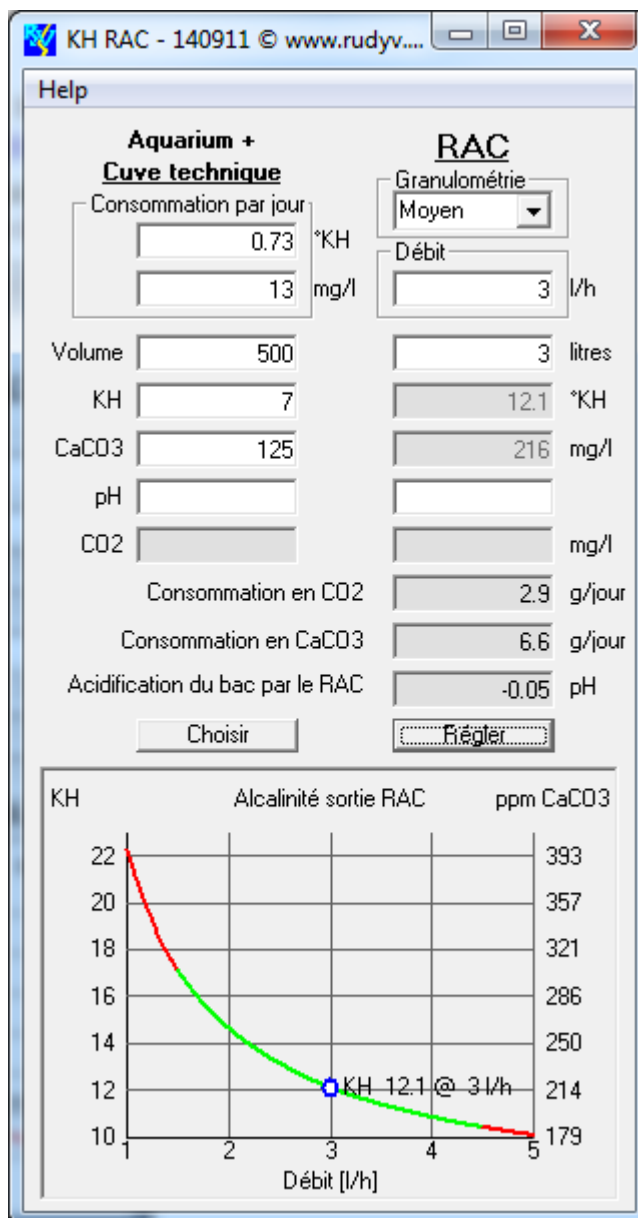 KH RAC - 140911 © www.rudyv....
Help
Aquarium +
Cuve technique
RAC
Granulométrie
Moyen
Consommation par jour
0.73 °KH
13 mg/l
Débit
3 l/h
Volume 500 3 litres
KH 7 12.1 °KH
CaCO3 125 216 mg/l
pH
CO2 mg/l
Consommation en CO2 2.9 g/jour
Consommation en CaCO3 6.6 g/jour
Acidification du bac par le RAC -0.05 pH
Choisir Régler
KH Alcalinité sortie RAC ppm CaCO3
22 393
20 357
18 321
16 286
14 250
12 KH 12.1 @ 3 l/h 214
10 179
1 2 3 4 5
Débit [l/h]